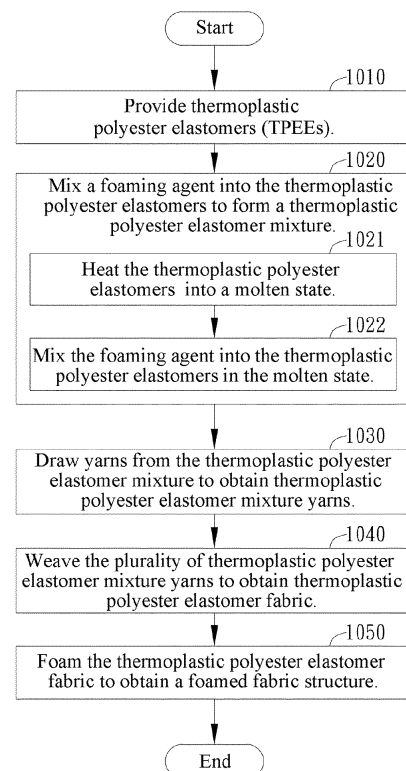 Start
1010
Provide thermoplastic
polyester elastomers (TPEEs).
1020
Mix a foaming agent into the thermoplastic
polyester elastomers to form a thermoplastic
polyester elastomer mixture.
1021
Heat the thermoplastic polyester
elastomers into a molten state.
1022
Mix the foaming agent into the thermoplastic
polyester elastomers in the molten state.
1030
Draw yarns from the thermoplastic polyester
elastomer mixture to obtain thermoplastic
polyester elastomer mixture yarns.
1040
Weave the plurality of thermoplastic polyester
elastomer mixture yarns to obtain thermoplastic
polyester elastomer fabric.
1050
Foam the thermoplastic polyester elastomer
fabric to obtain a foamed fabric structure.
End